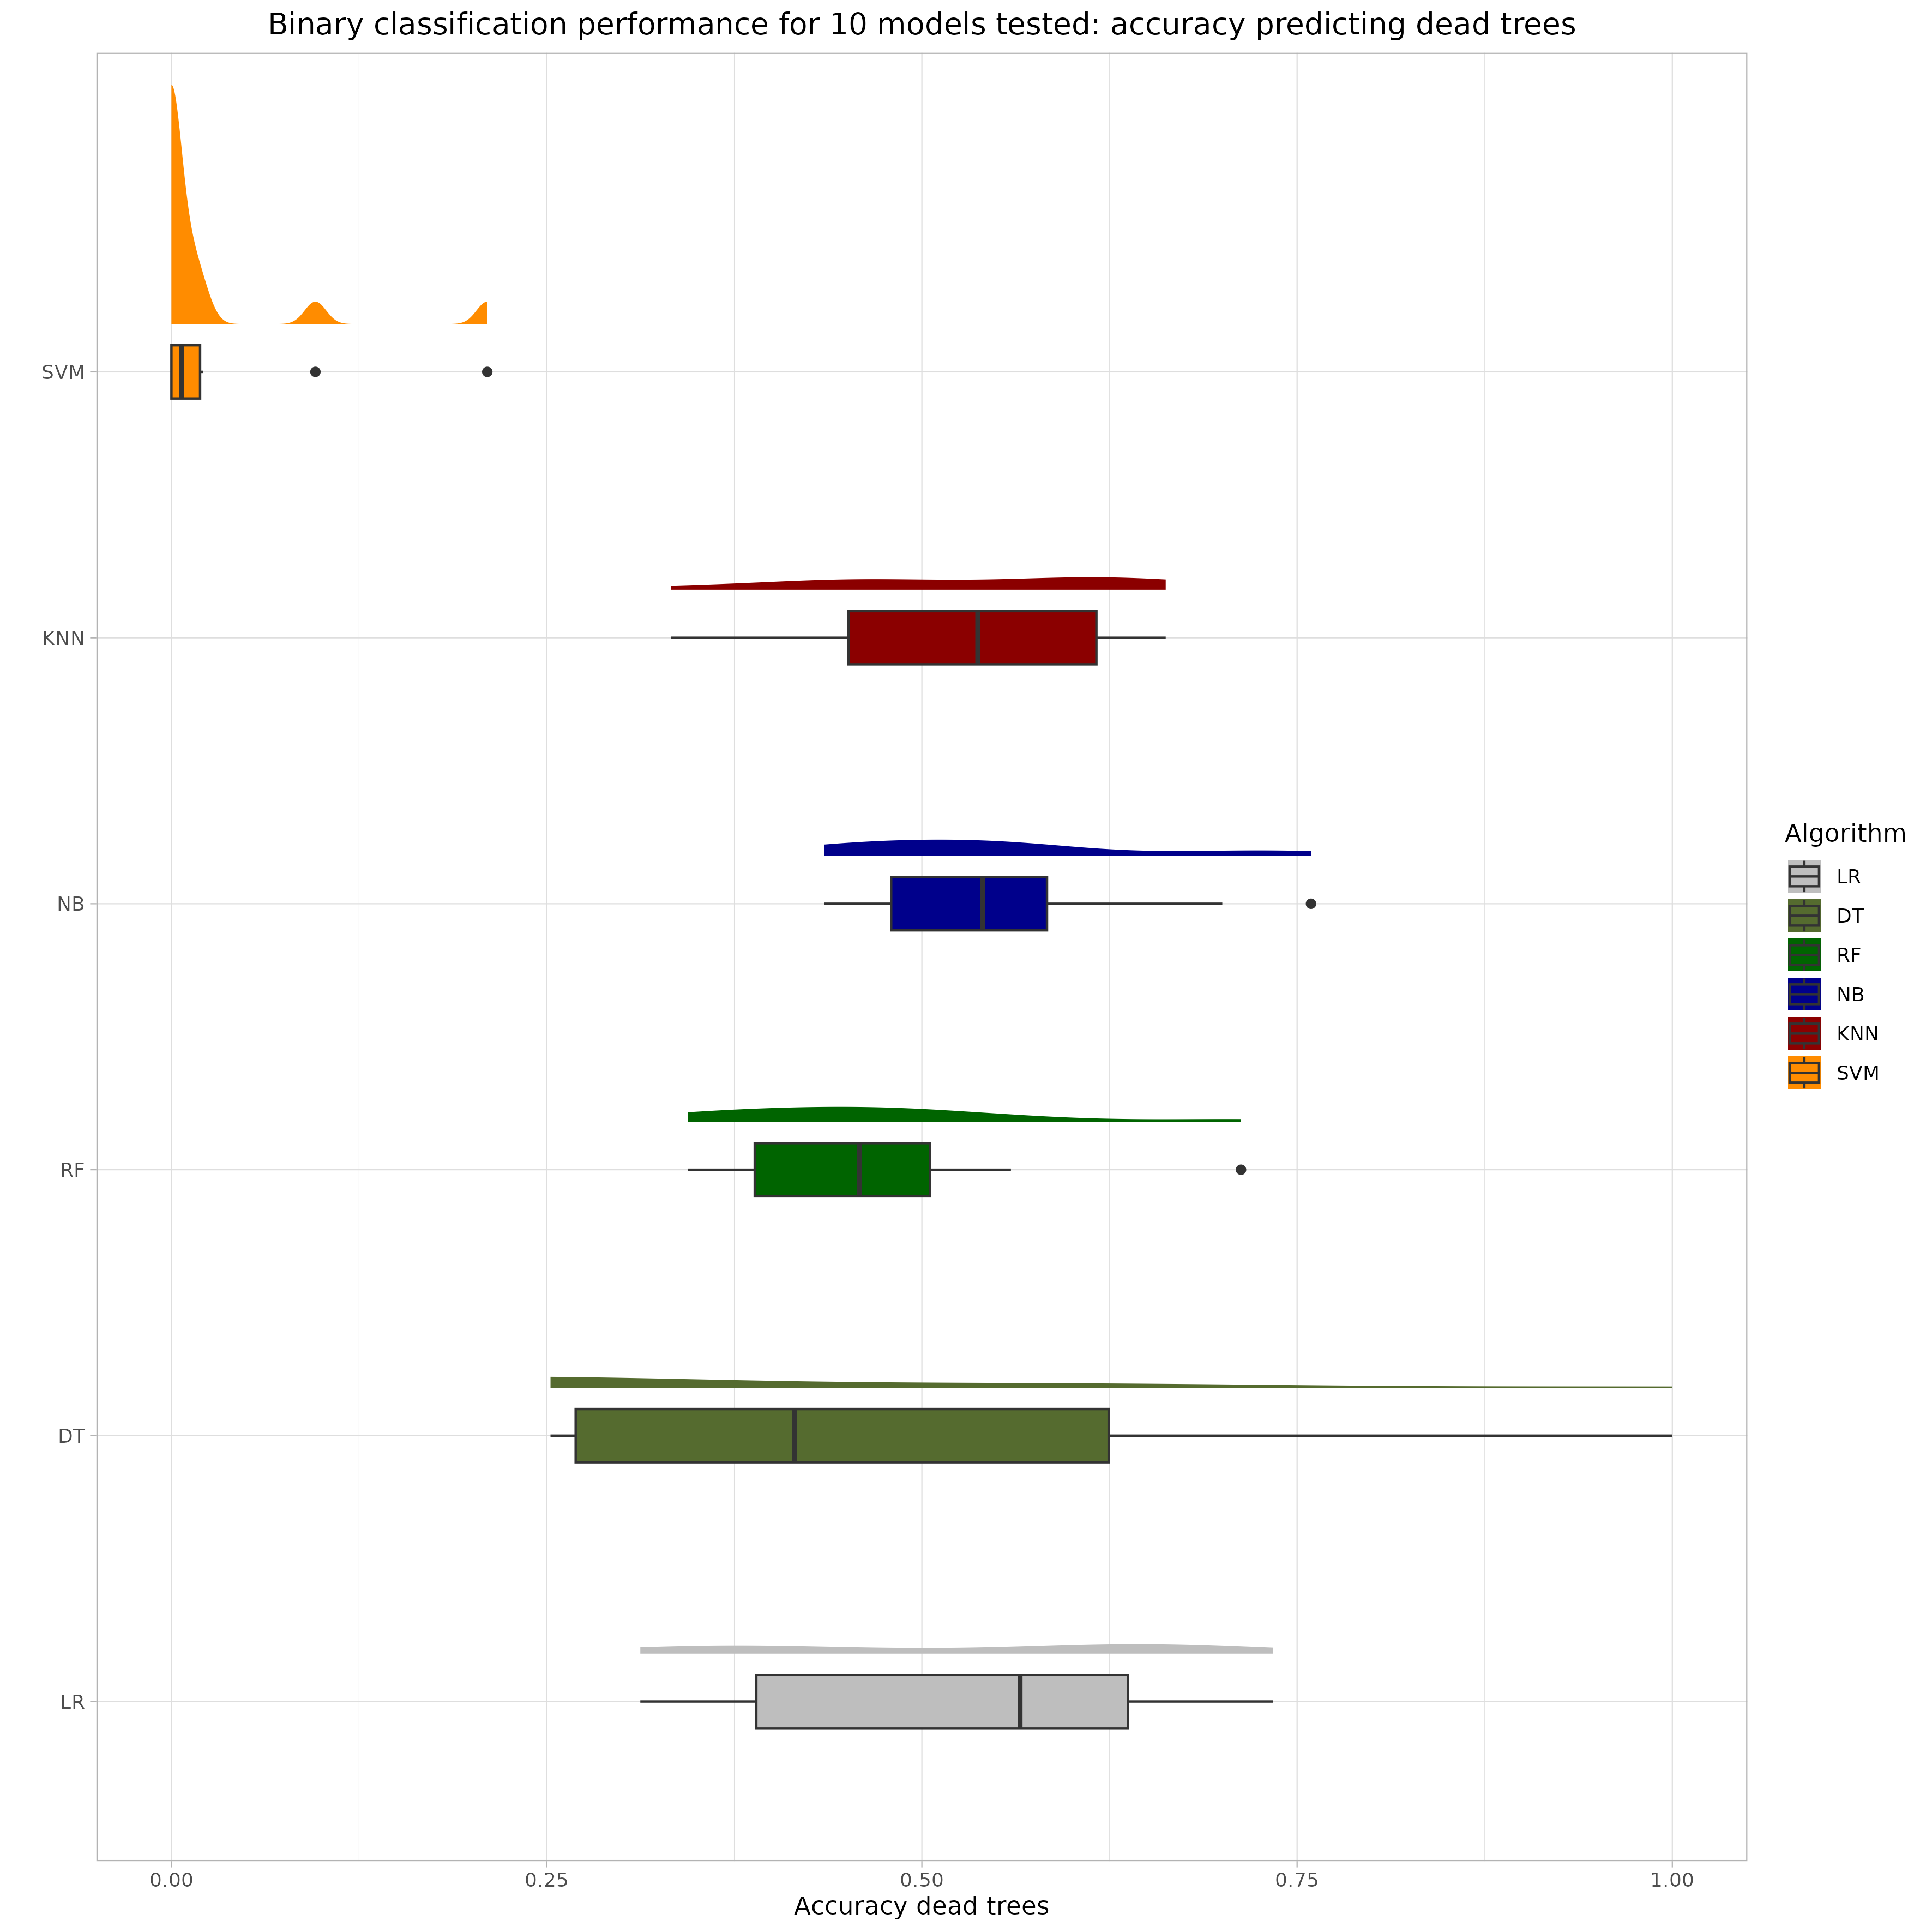 Binary classification performance for 10 models tested: accuracy predicting dead trees
SVM
KNN
NB
RF
DT
LR
0.00 0.25 0.50 0.75 1.00
Accuracy dead trees
Algorithm
LR
DT
RF
NB
KNN
SVM